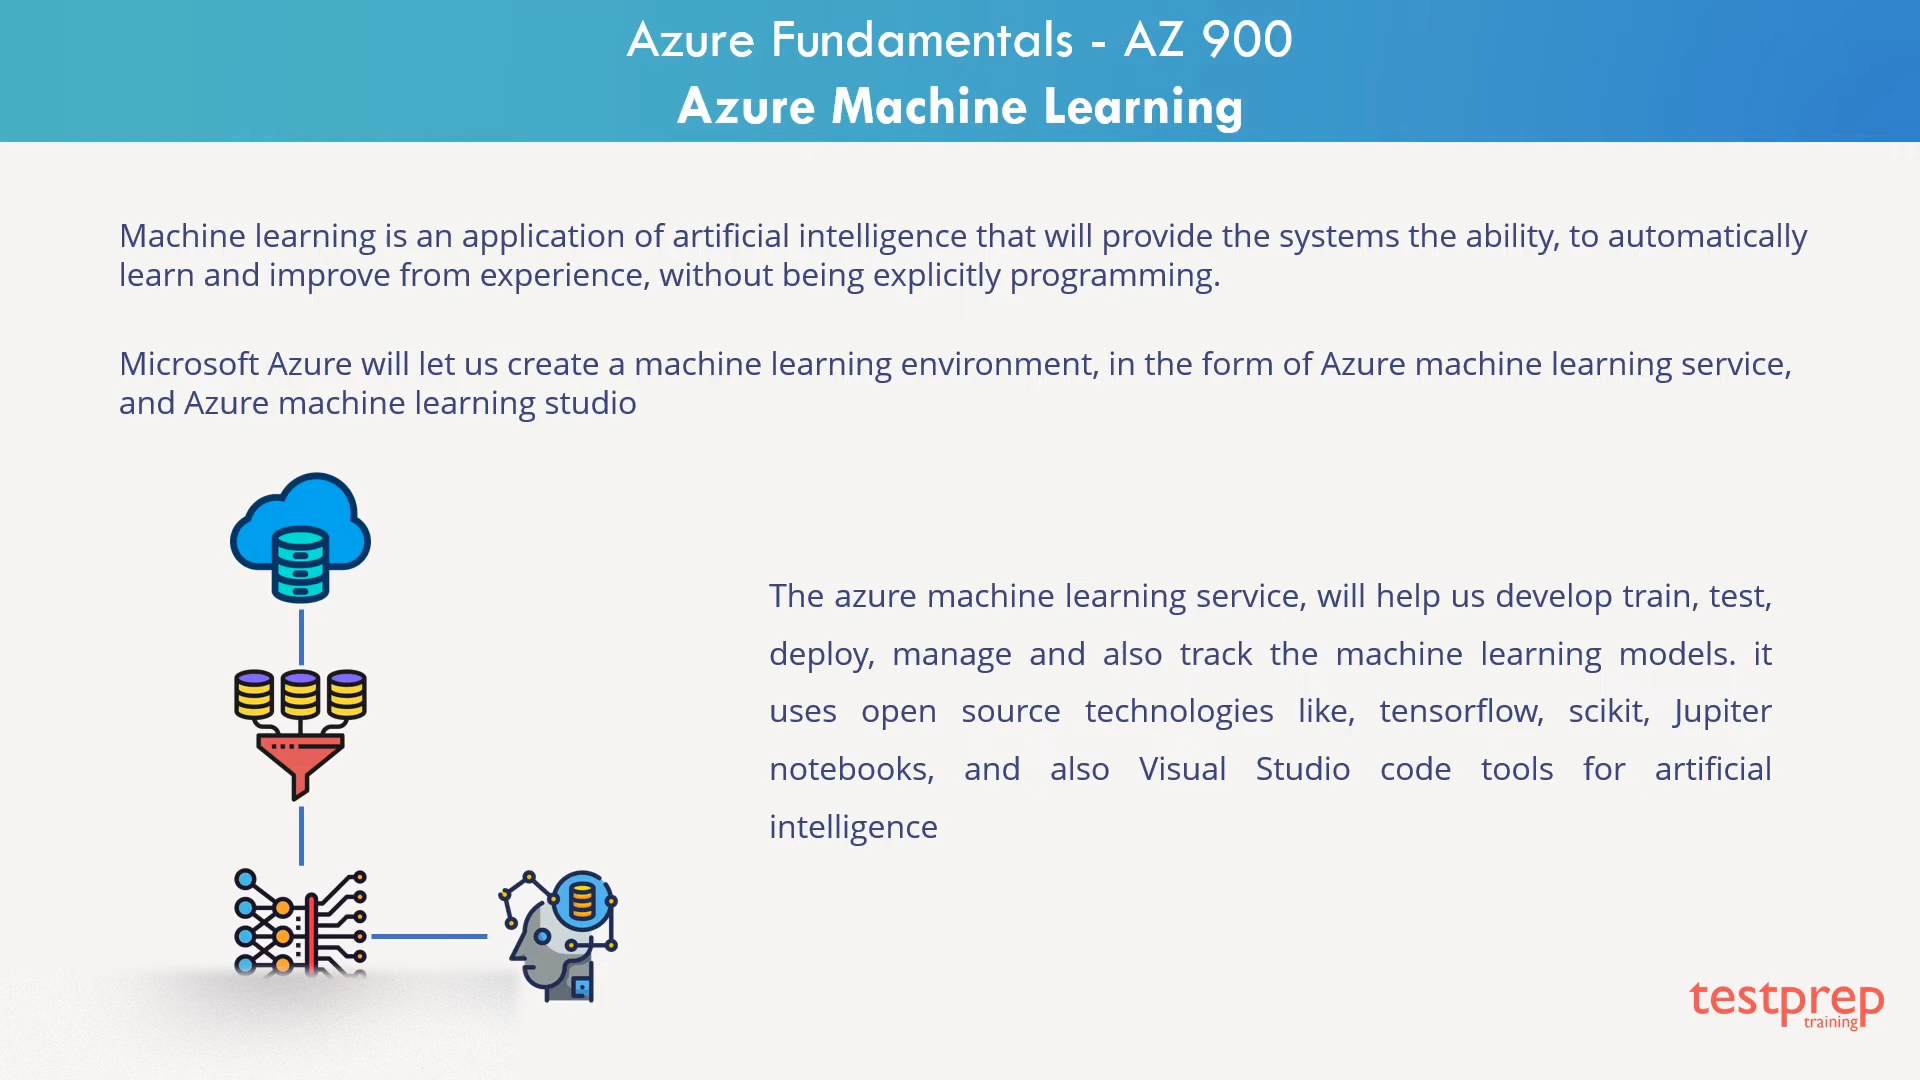 Azure Fundamentals - AZ 900
Azure Machine Learning
Machine learning is an application of artificial intelligence that will provide the systems the ability, to automatically
learn and improve from experience, without being explicitly programming.
Microsoft Azure will let us create a machine learning environment, in the form of Azure machine learning service,
and Azure machine learning studio
The azure machine learning service, will help us develop train, test,
deploy, manage and also track the machine learning models. it
uses open source technologies like, tensorflow, scikit, Jupiter
notebooks, and also Visual Studio code tools for artificial
intelligence
testprep
training